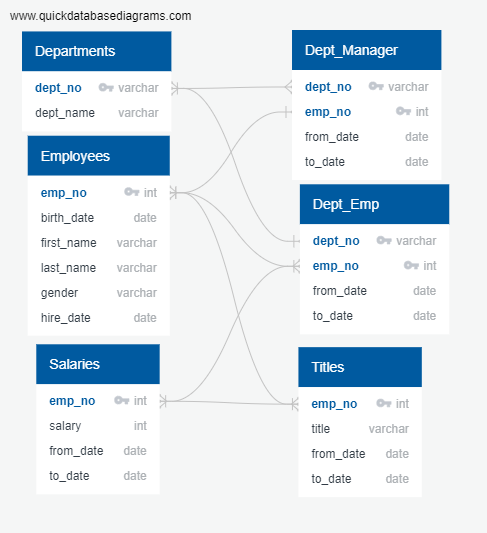 www.quickdatabasediagrams.com
Departments
dept_no varchar
dept_name varchar
Dept_Manager
dept_no varchar
emp_no int
from_date date
to_date date
Employees
emp_no int
birth_date date
first_name varchar
last_name varchar
gender varchar
hire_date date
Dept_Emp
dept_no varchar
emp_no int
from_date date
to_date date
Salaries
emp_no int
salary int
from_date date
to_date date
Titles
emp_no int
title varchar
from_date date
to_date date